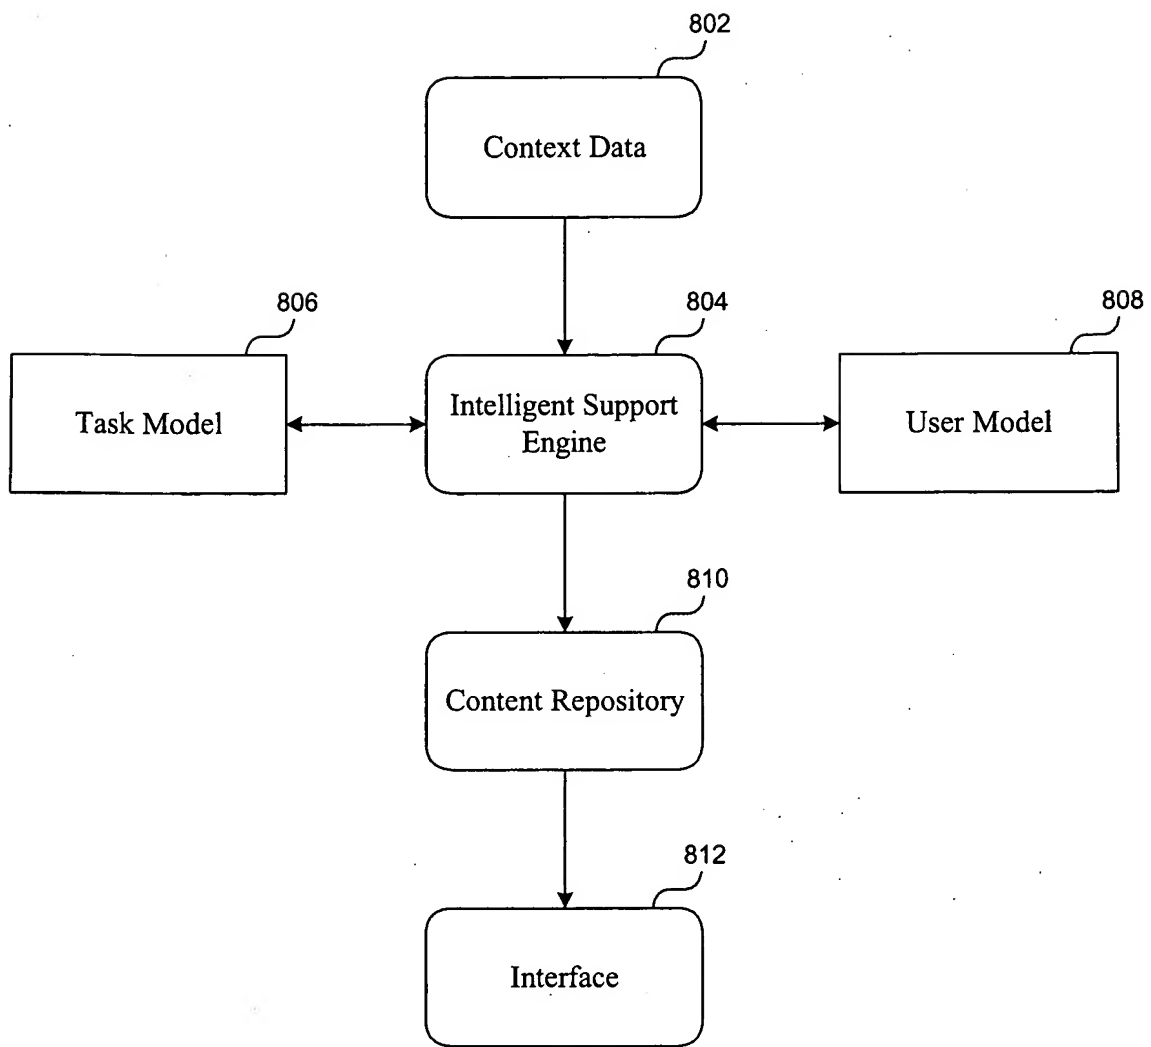 802
Context Data
806
804
808
Task Model
Intelligent Support
Engine
User Model
810
Content Repository
812
Interface